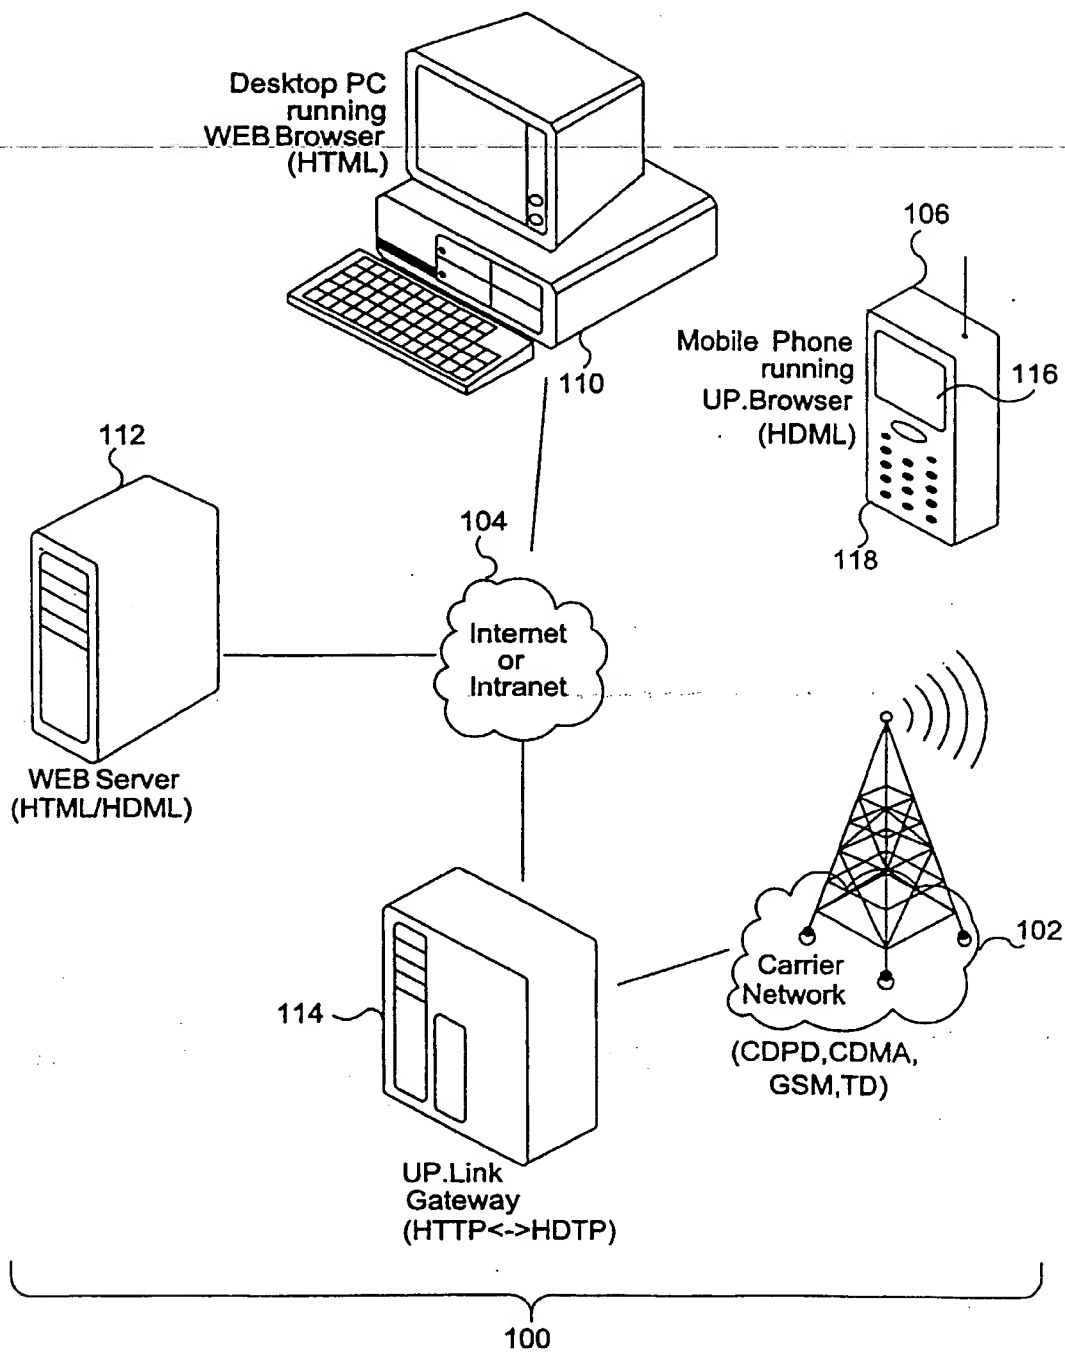 Desktop PC
running
WEB Browser
(HTML)
110
106
Mobile Phone
running
UP.Browser
(HDML)
116
118
112
104
Internet
or
Intranet
WEB Server
(HTML/HDML)
102
Carrier
Network
(CDPD,CDMA,
GSM,TD)
114
UP.Link
Gateway
(HTTP<->HDTP)
100